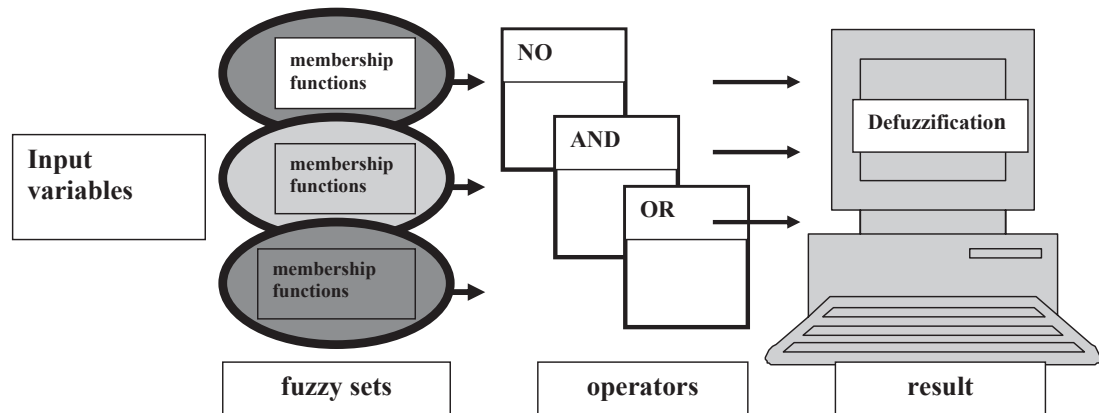 Input
variables
membership
functions
membership
functions
membership
functions
fuzzy sets
NO
AND
OR
operators
Defuzzification
result